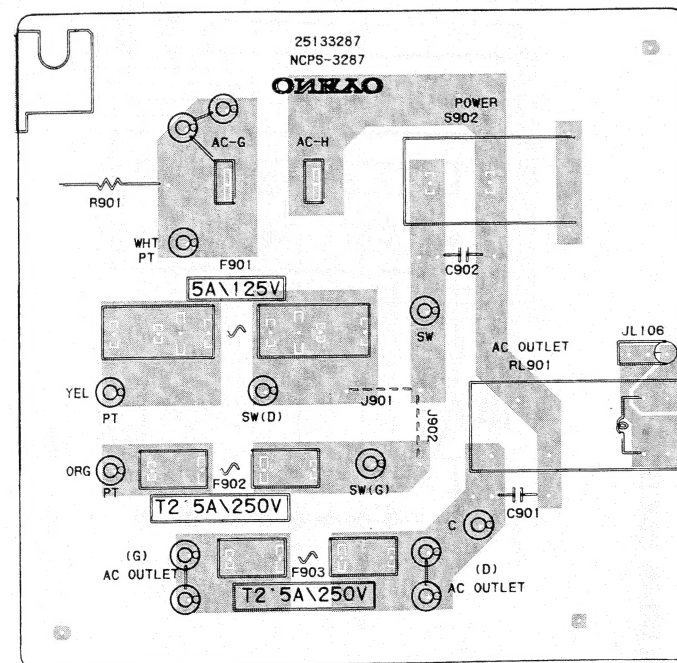 25133287
NCPS-3287
ONKYO
POWER
S902
AC-G
AC-H
R901
WHT
PT
F901
C902
5A\125V
SW
JL106
AC OUTLET
RL901
YEL
PT
SW(D)
J901
J902
ORG
PT
F902
SW(G)
T2˙5A\250V
C901
C
(G)
AC OUTLET
F903
(D)
AC OUTLET
T2˙5A\250V